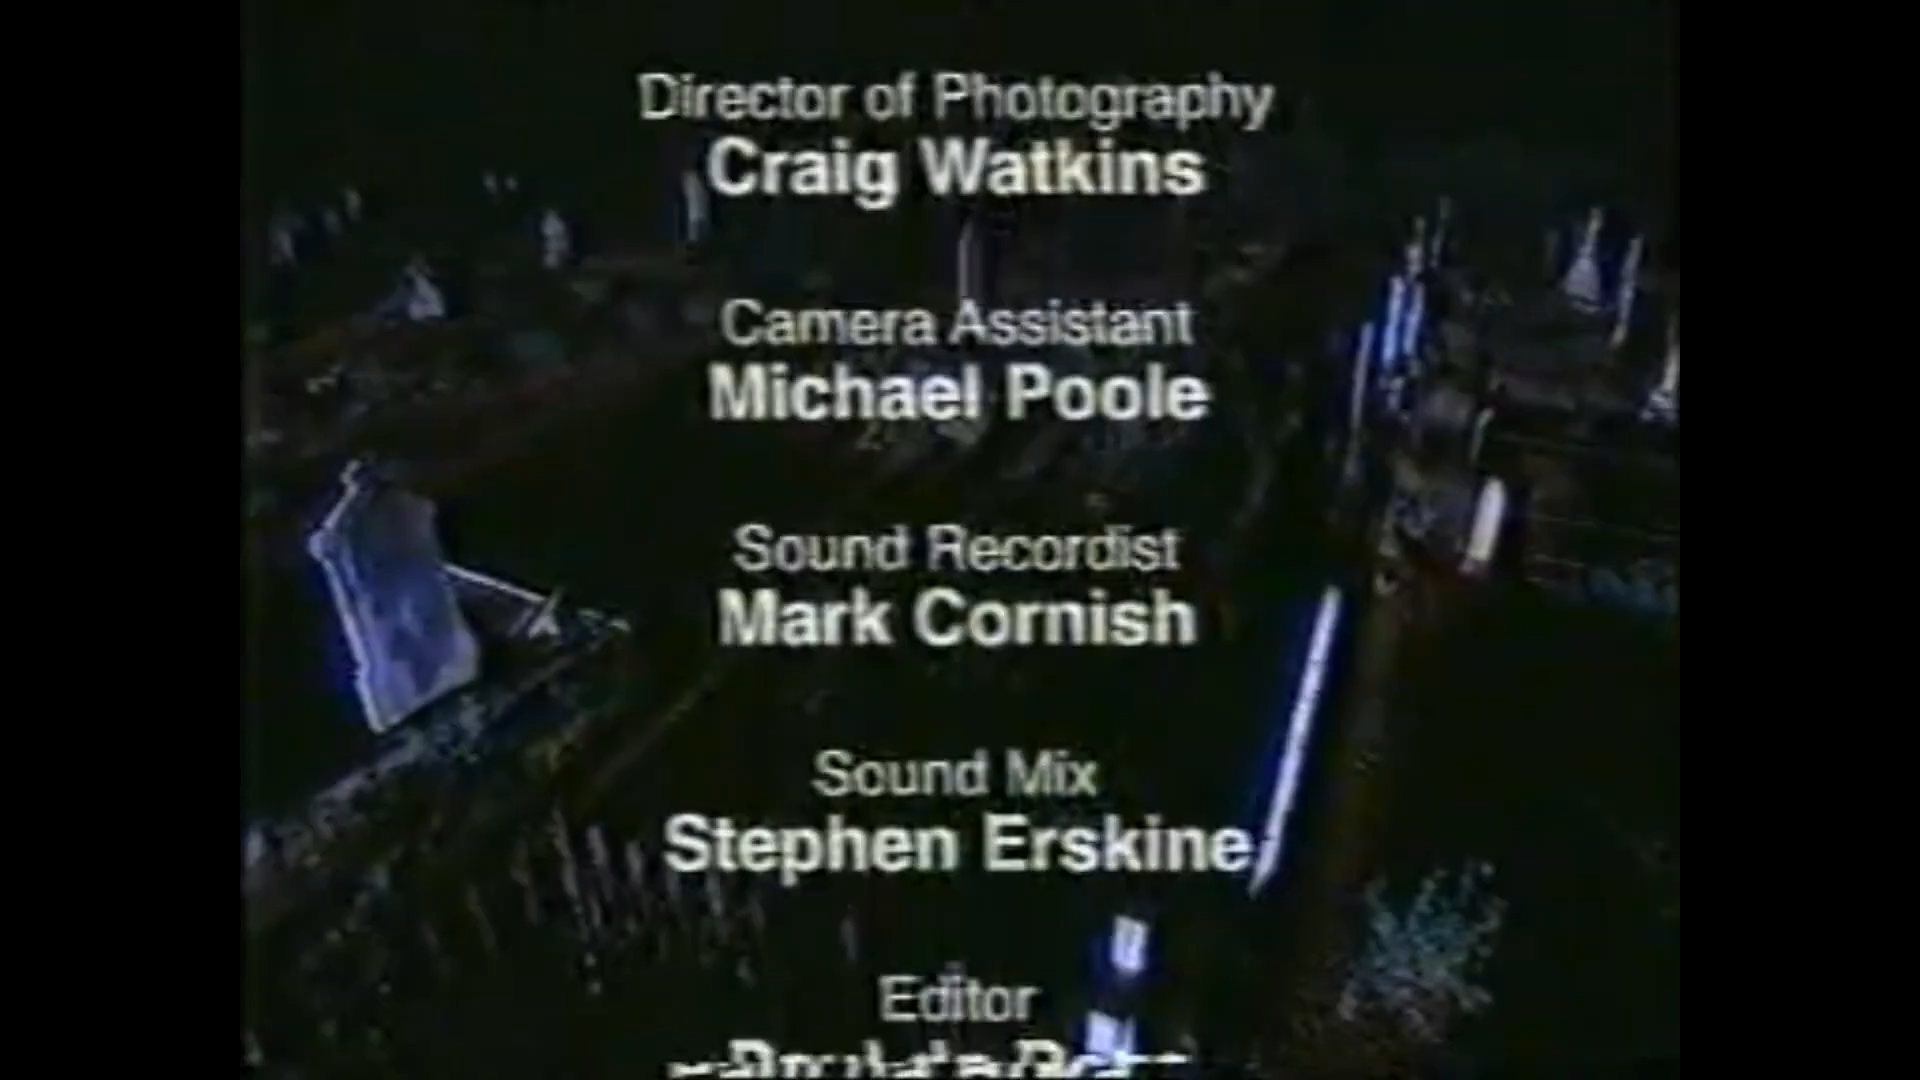 Director of Photography
Craig Watkins
Camera Assistant
Michael Poole
Sound Recordist
Mark Cornish
Sound Mix
Stephen Erskine
Editor